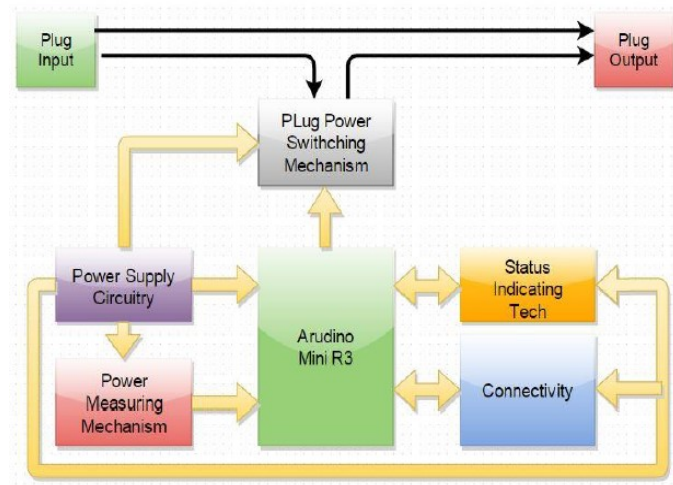 Plug
Input
Plug
Output
PLug Power
Swithching
Mechanism
Power Supply
Circuitry
Status
Indicating
Tech
Arudino
Mini R3
Power
Measuring
Mechanism
Connectivity